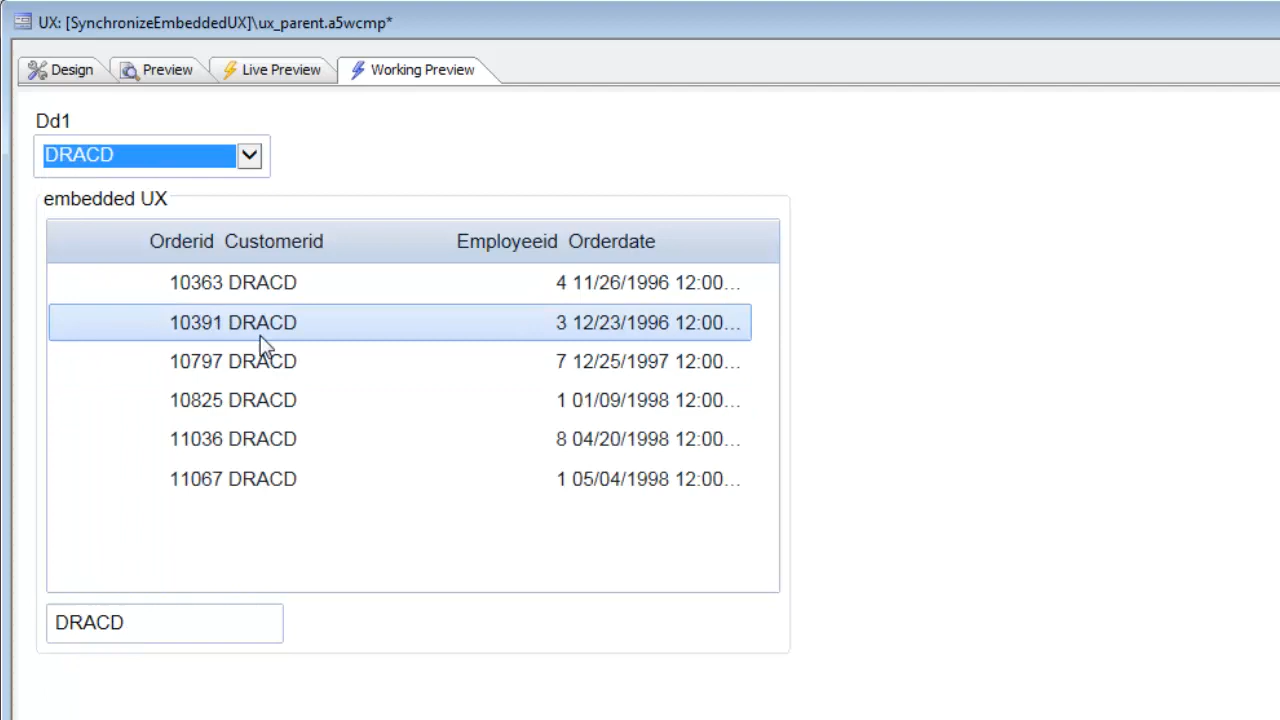 UX: [SynchronizeEmbeddedUX]\ux_parent.a5wcmp*
Design Preview Live Preview Working Preview
Dd1
DRACD
embedded UX
Orderid Customerid Employeeid Orderdate
10363 DRACD 4 11/26/1996 12:00...
10391 DRACD 3 12/23/1996 12:00...
10797 DRACD 7 12/25/1997 12:00...
10825 DRACD 1 01/09/1998 12:00...
11036 DRACD 8 04/20/1998 12:00...
11067 DRACD 1 05/04/1998 12:00...
DRACD